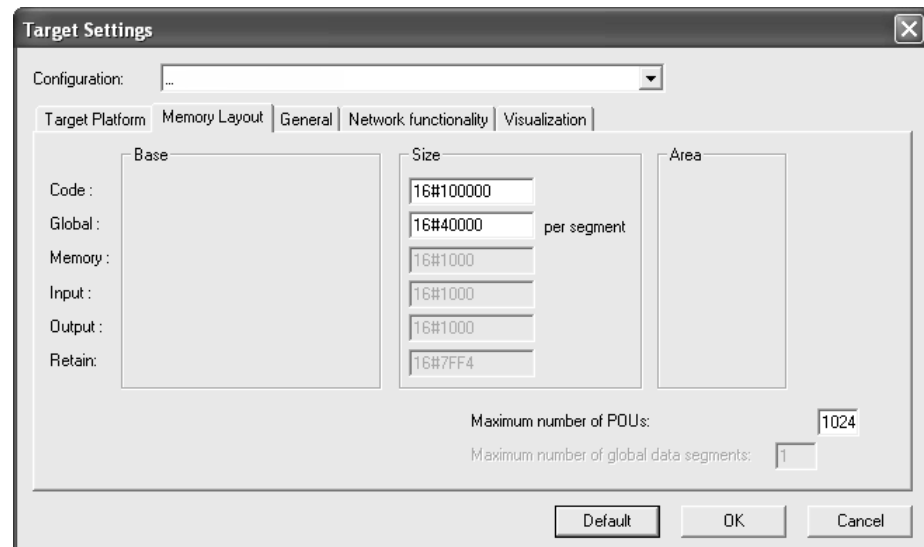 Target Settings
Configuration: ...
Target Platform Memory Layout General Network functionality Visualization
Base Size Area
Code : 16#100000
Global : 16#40000 per segment
Memory : 16#1000
Input : 16#1000
Output : 16#1000
Retain: 16#7FF4
Maximum number of POUs: 1024
Maximum number of global data segments: 1
Default OK Cancel